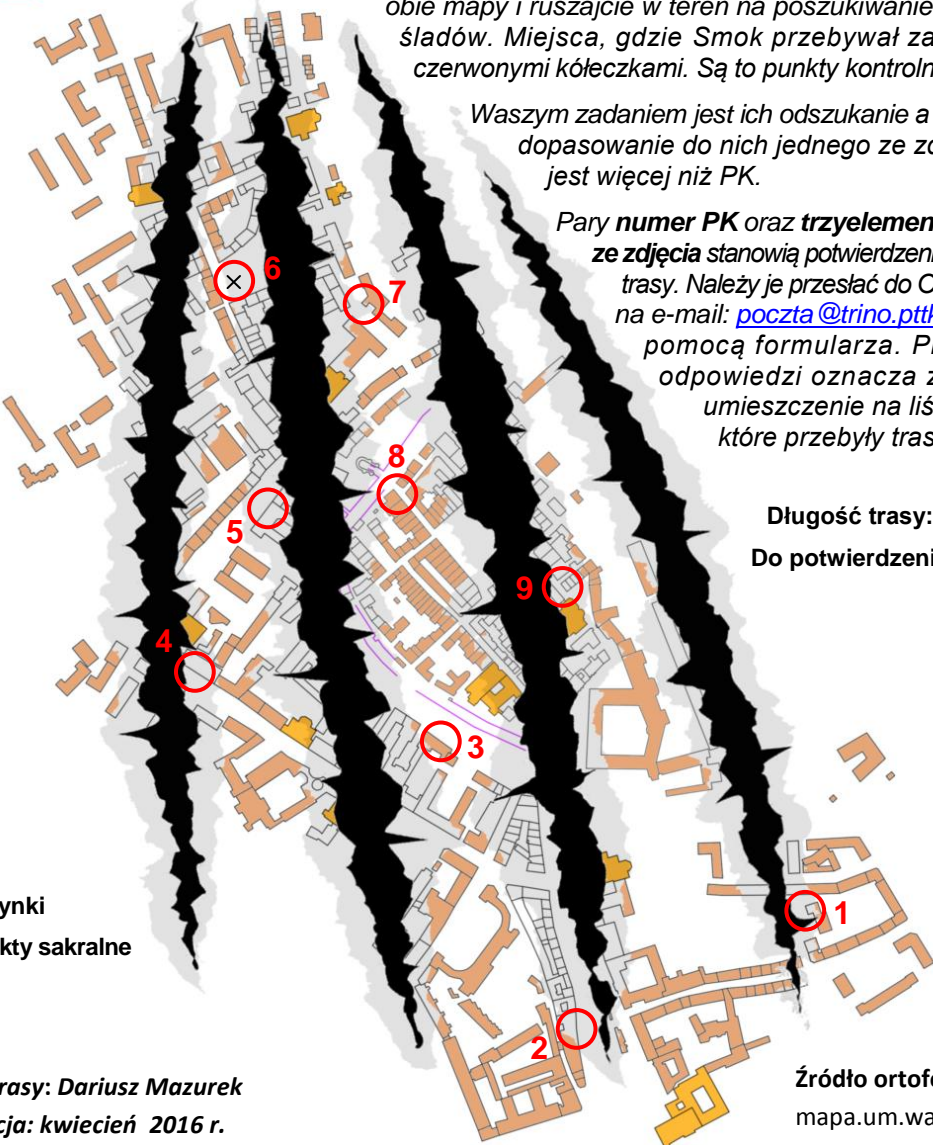 obie mapy i ruszajcie w teren na poszukiwanie
śladów. Miejsca, gdzie Smok przebywał za
czerwonymi kółeczkami. Są to punkty kontroln
Waszym zadaniem jest ich odszukanie a
dopasowanie do nich jednego ze zd
jest więcej niż PK.
Pary numer PK oraz trzyelemen
ze zdjęcia stanowią potwierdzeni
trasy. Należy je przesłać do O
na e-mail: poczta@trino.pttk
pomocą formularza. P
odpowiedzi oznacza z
umieszczenie na liś
które przebyły tras
6
7
8
5
Długość trasy:
Do potwierdzeni
9
4
3
ynki
1
kty sakralne
2
rasy: Dariusz Mazurek
Źródło ortof
cja: kwiecień 2016 r.
mapa.um.wa